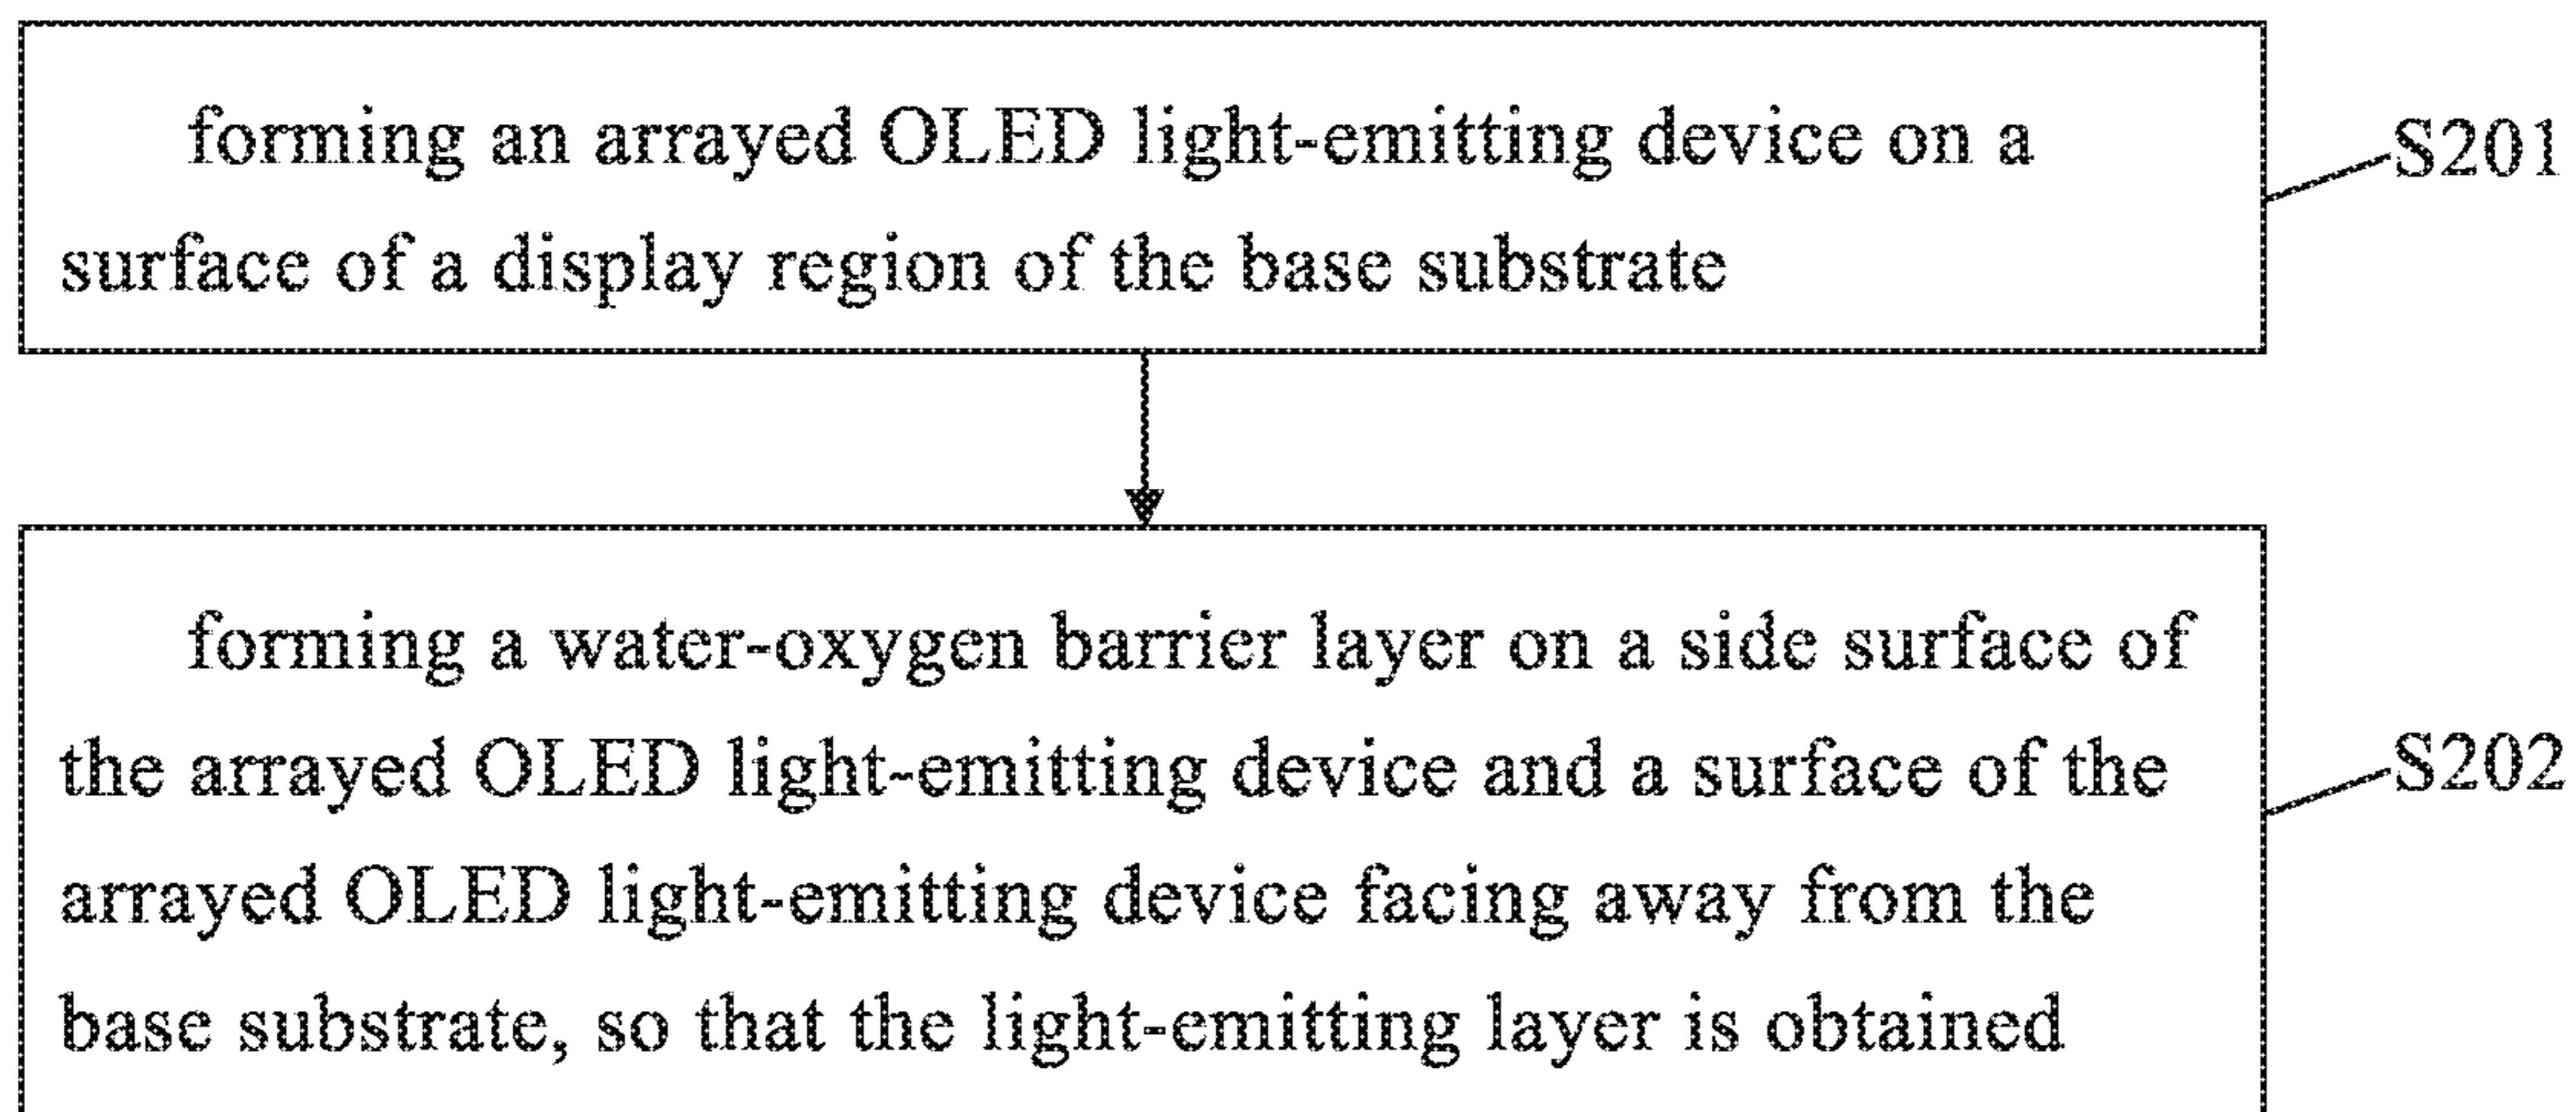 forming an arrayed OLED light-emitting device on a
surface of a display region of the base substrate
S201
forming a water-oxygen barrier layer on a side surface of
the arrayed OLED light-emitting device and a surface of the
arrayed OLED light-emitting device facing away from the
base substrate, so that the light-emitting layer is obtained
S202